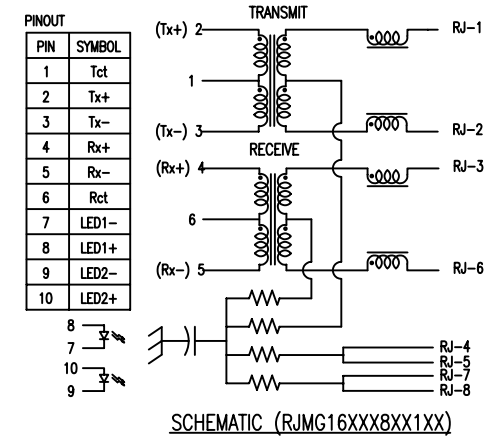 PINOUT
PIN SYMBOL
1 Tct
2 Tx+
3 Tx-
4 Rx+
5 Rx-
6 Rct
7 LED1-
8 LED1+
9 LED2-
10 LED2+
TRANSMIT
(Tx+) 2
RJ-1
1
(Tx-) 3
RJ-2
RECEIVE
(Rx+) 4
RJ-3
6
(Rx-) 5
RJ-6
8
7
10
9
RJ-4
RJ-5
RJ-7
RJ-8
SCHEMATIC (RJMG16XXX8XX1XX)